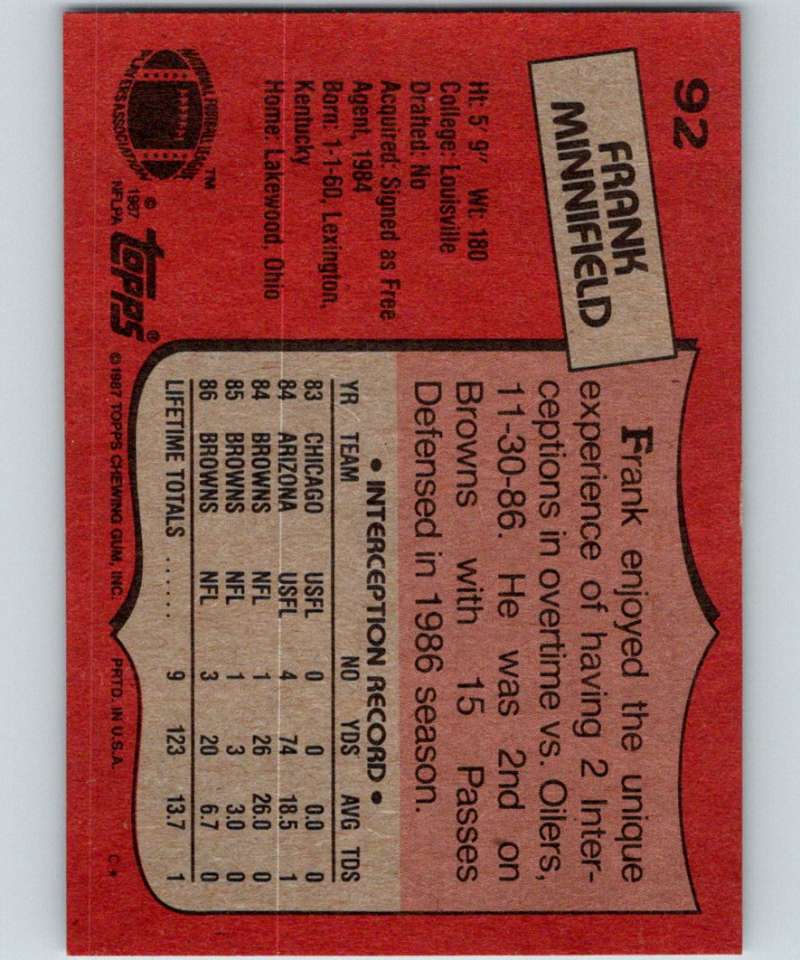 92
FRANK
MINNIFIELD
Ht: 5' 9" Wt: 180
College: Louisville
Drafted: No
Acquired: Signed as Free
Agent, 1984
Born: 1-1-60, Lexington,
Kentucky
Home: Lakewood, Ohio
NATIONAL FOOTBALL LEAGUE
PLAYERS ASSOCIATION
™
© 1987
NFLPA
topps®
Frank enjoyed the unique
experience of having 2 Inter-
ceptions in overtime vs. Oilers,
11-30-86. He was 2nd on
Browns with 15 Passes
Defensed in 1986 season.
• INTERCEPTION RECORD •
YR TEAM NO YDS AVG TDS
83 CHICAGO USFL 0 0 0.0 0
84 ARIZONA USFL 4 74 18.5 1
84 BROWNS NFL 1 26 26.0 0
85 BROWNS NFL 1 3 3.0 0
86 BROWNS NFL 3 20 6.7 0
LIFETIME TOTALS ...... 9 123 13.7 1
© 1987 TOPPS CHEWING GUM, INC. PRTD. IN U.S.A. C*